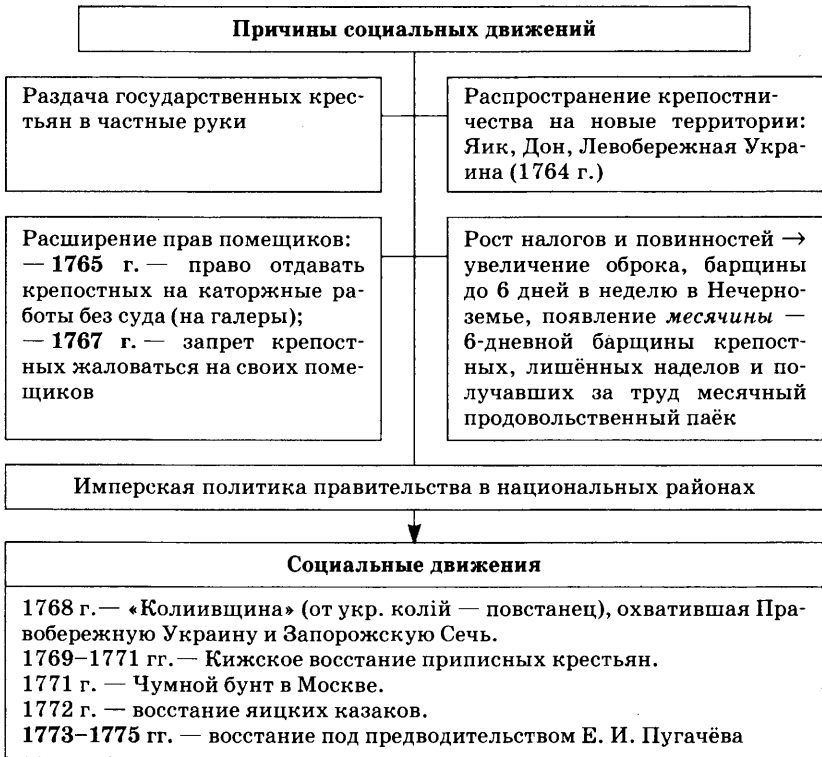 Причины социальных движений
Раздача государственных крес-
тьян в частные руки
Распространение крепостни-
чества на новые территории:
Яик, Дон, Левобережная Укра-
ина (1764 г.)
Расширение прав помещиков:
— 1765 г. — право отдавать
крепостных на каторжные ра-
боты без суда (на галеры);
— 1767 г. — запрет крепост-
ных жаловаться на своих поме-
щиков
Рост налогов и повинностей →
увеличение оброка, барщины
до 6 дней в неделю в Нечерно-
земье, появление месячины —
6-дневной барщины крепост-
ных, лишённых наделов и по-
лучавших за труд месячный
продовольственный паёк
Имперская политика правительства в национальных районах
Социальные движения
1768 г.— «Колиивщина» (от укр. колій — повстанец), охватившая Пра-
вобережную Украину и Запорожскую Сечь.
1769–1771 гг.— Кижское восстание приписных крестьян.
1771 г. — Чумной бунт в Москве.
1772 г. — восстание яицких казаков.
1773–1775 гг. — восстание под предводительством Е. И. Пугачёва